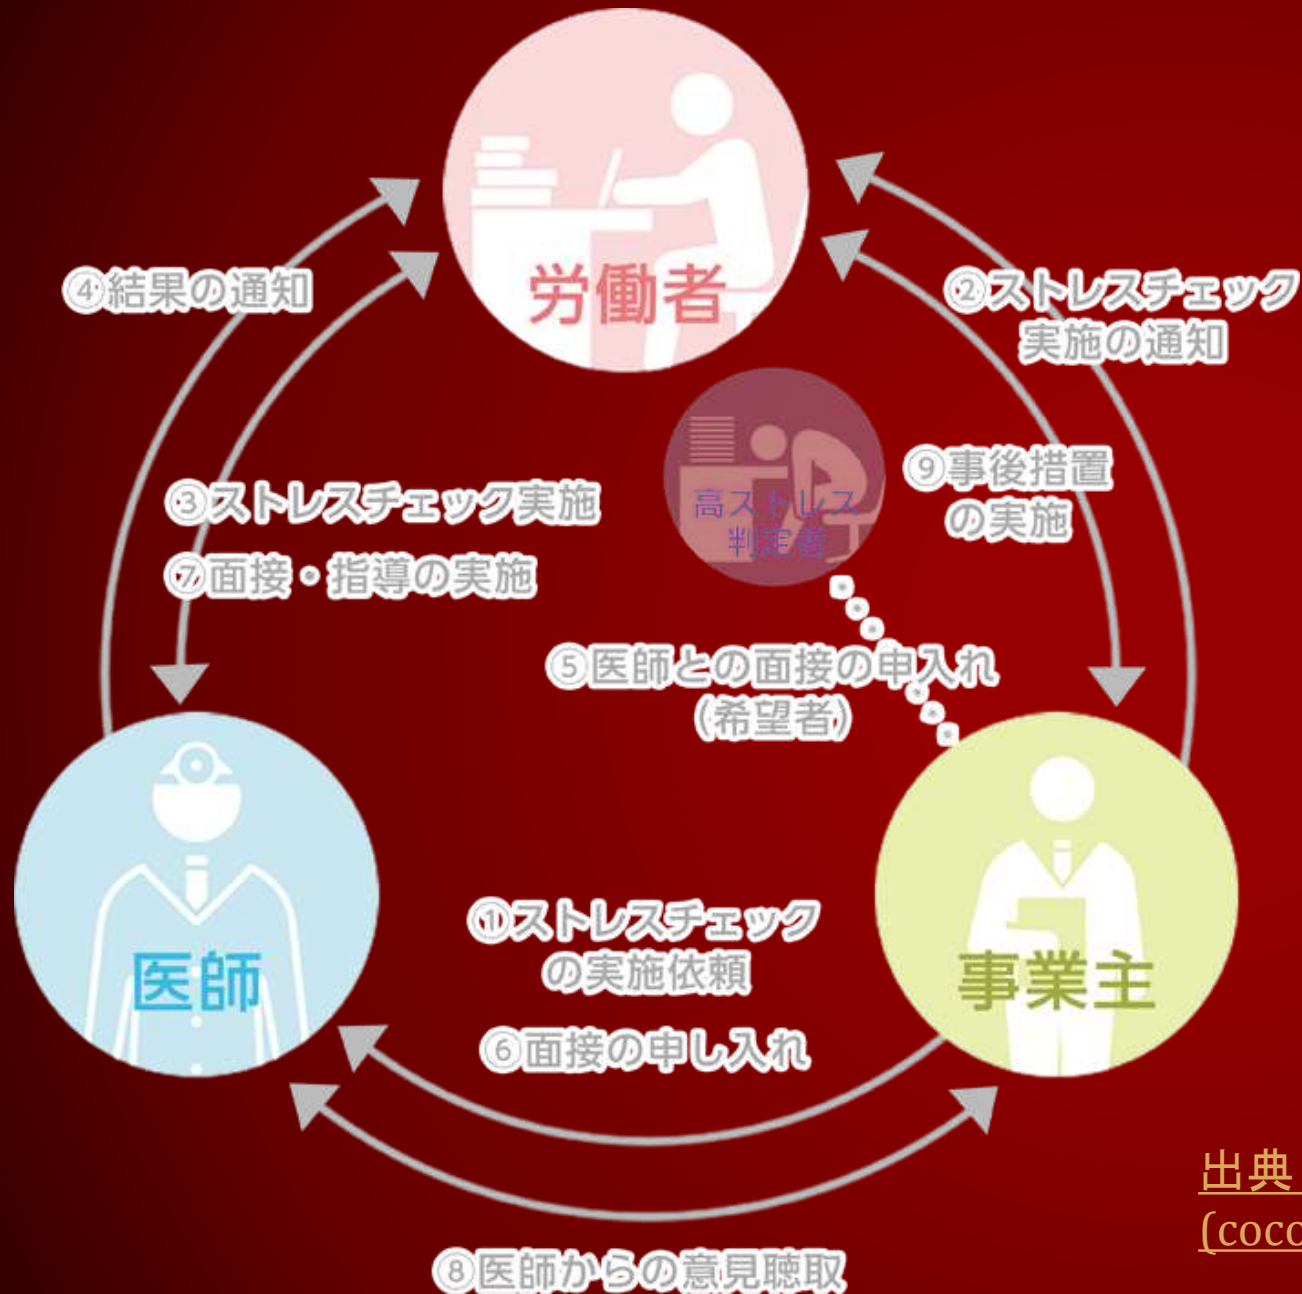 労働者
④結果の通知
②ストレスチェック
実施の通知
③ストレスチェック実施
⑦面接・指導の実施
高ストレス
判定者
⑨事後措置
の実施
⑤医師との面接の申入れ
(希望者)
医師
①ストレスチェック
の実施依頼
⑥面接の申し入れ
事業主
⑧医師からの意見聴取
出典
(coco